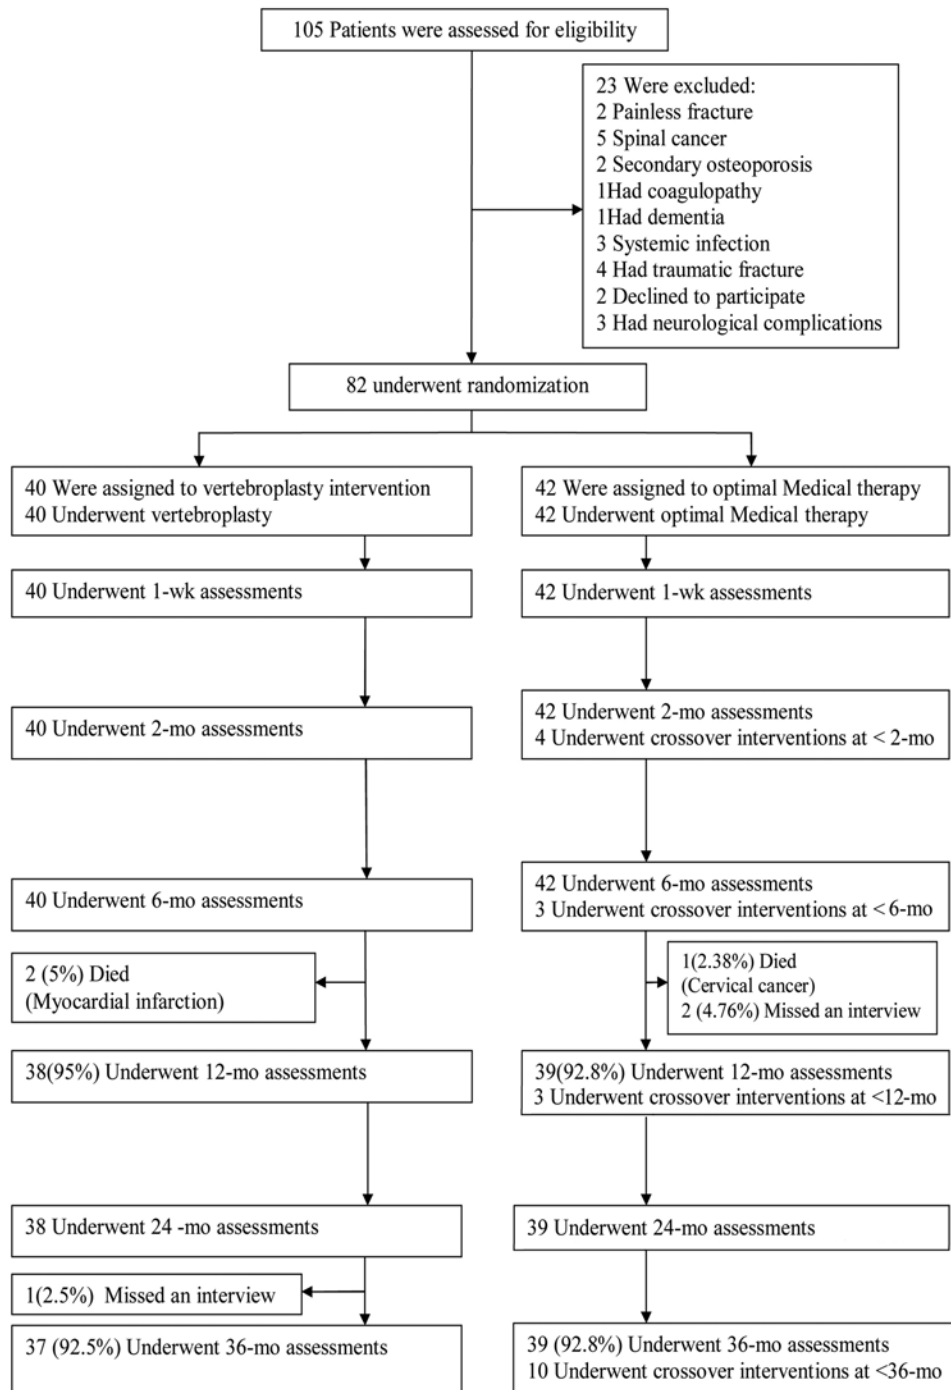 105 Patients were assessed for eligibility
23 Were excluded:
2 Painless fracture
5 Spinal cancer
2 Secondary osteoporosis
1Had coagulopathy
1Had dementia
3 Systemic infection
4 Had traumatic fracture
2 Declined to participate
3 Had neurological complications
82 underwent randomization
40 Were assigned to vertebroplasty intervention
40 Underwent vertebroplasty
42 Were assigned to optimal Medical therapy
42 Underwent optimal Medical therapy
40 Underwent 1-wk assessments
42 Underwent 1-wk assessments
40 Underwent 2-mo assessments
42 Underwent 2-mo assessments
4 Underwent crossover interventions at < 2-mo
40 Underwent 6-mo assessments
42 Underwent 6-mo assessments
3 Underwent crossover interventions at < 6-mo
2 (5%) Died
(Myocardial infarction)
1(2.38%) Died
(Cervical cancer)
2 (4.76%) Missed an interview
38(95%) Underwent 12-mo assessments
39(92.8%) Underwent 12-mo assessments
3 Underwent crossover interventions at <12-mo
38 Underwent 24 -mo assessments
39 Underwent 24-mo assessments
1(2.5%) Missed an interview
37 (92.5%) Underwent 36-mo assessments
39 (92.8%) Underwent 36-mo assessments
10 Underwent crossover interventions at <36-mo